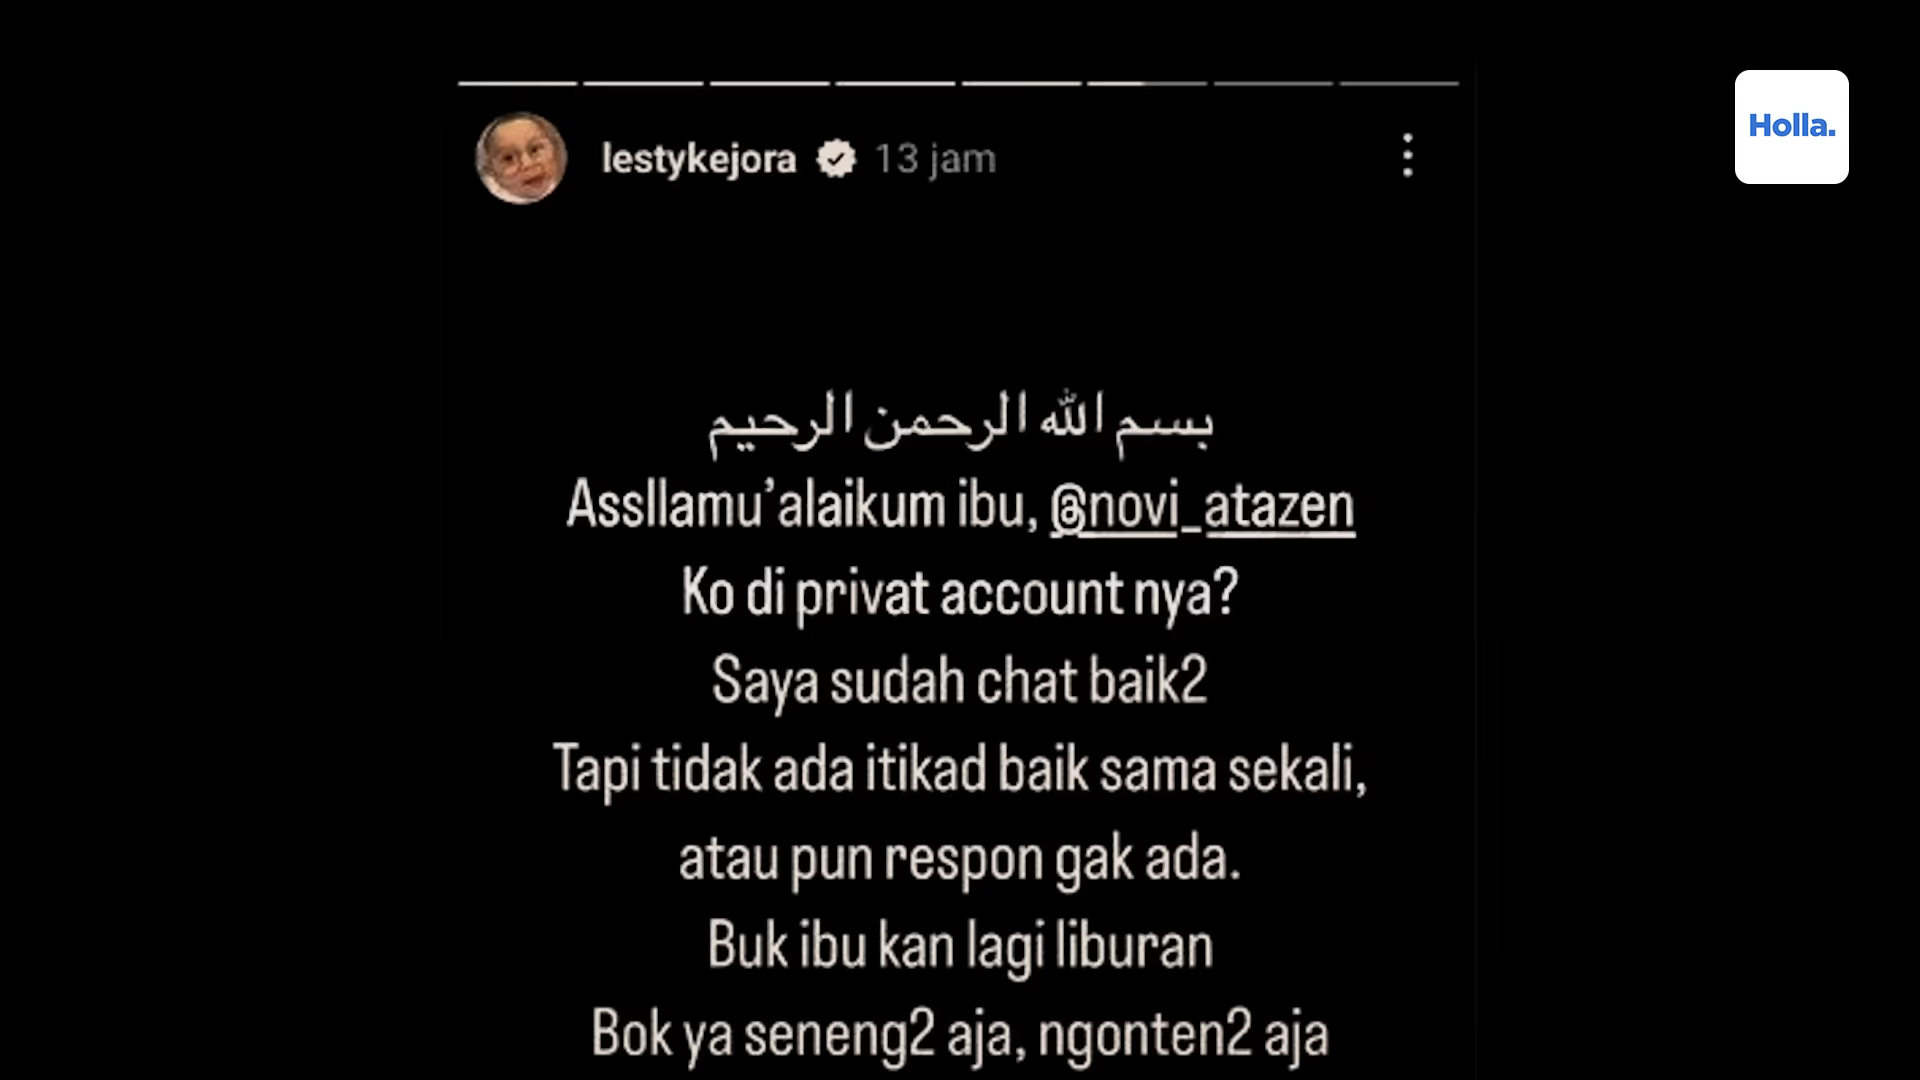 lestykejora 13 jam
Holla.
بسم الله الرحمن الرحيم
Assllamu’alaikum ibu, @novi_atazen
Ko di privat account nya?
Saya sudah chat baik2
Tapi tidak ada itikad baik sama sekali,
atau pun respon gak ada.
Buk ibu kan lagi liburan
Bok ya seneng2 aja, ngonten2 aja